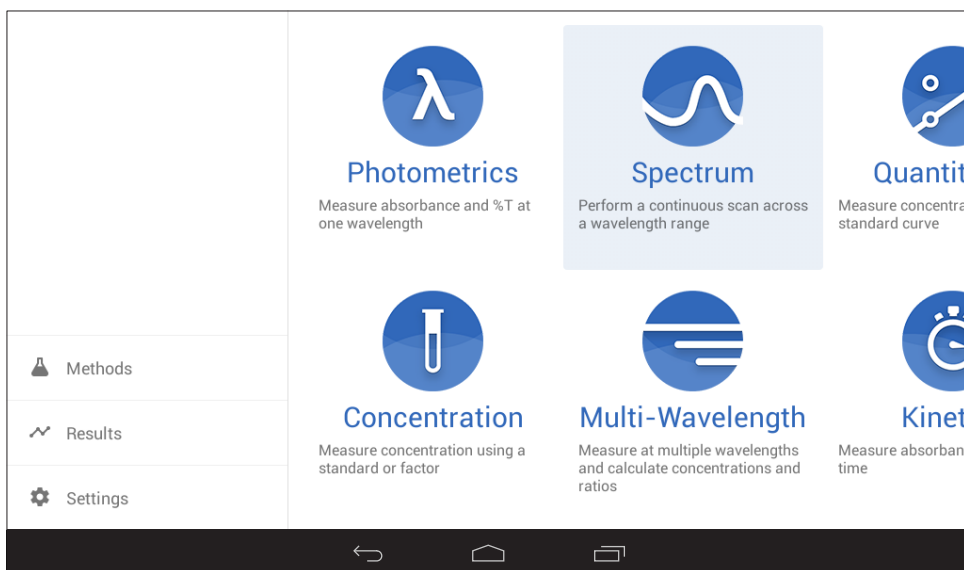 λ
Photometrics
Measure absorbance and %T at
one wavelength
Spectrum
Perform a continuous scan across
a wavelength range
Quantit
Measure concentra
standard curve
Concentration
Measure concentration using a
standard or factor
Multi-Wavelength
Measure at multiple wavelengths
and calculate concentrations and
ratios
Kinet
Measure absorban
time
Methods
Results
Settings